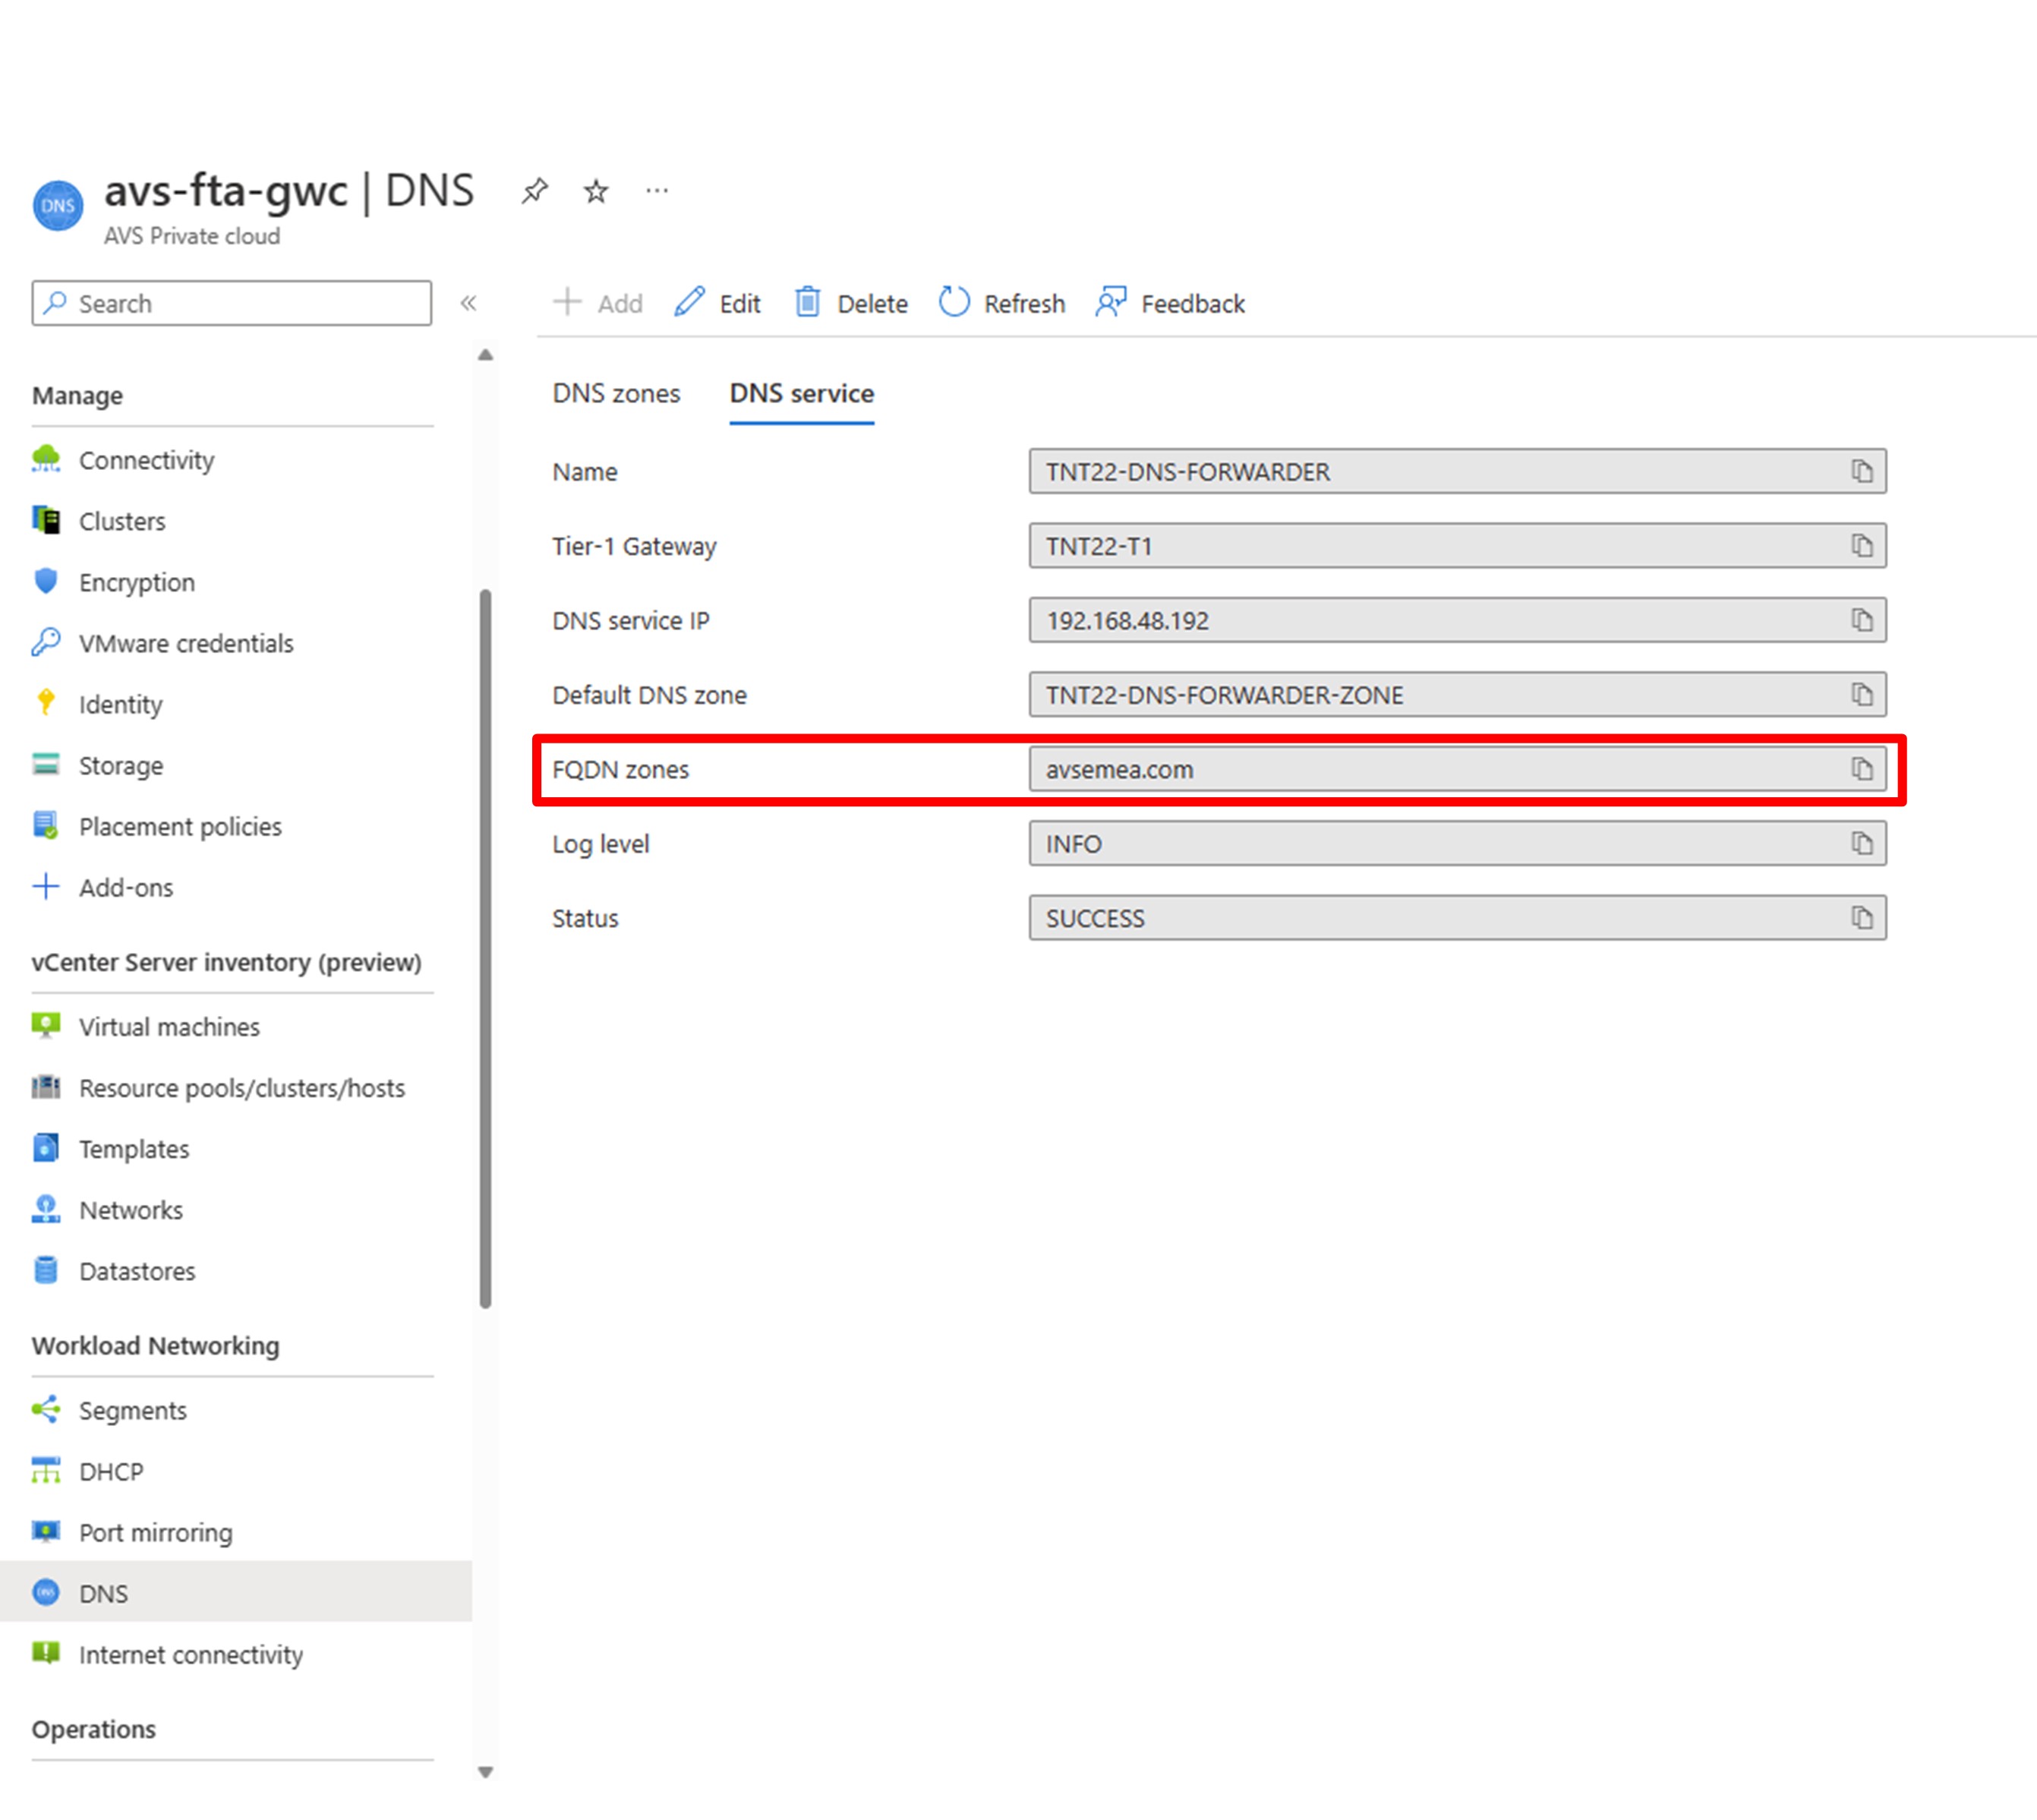 DNS
avs-fta-gwc | DNS
AVS Private cloud
Search
Add
Edit
Delete
Refresh
Feedback
Manage
Connectivity
Clusters
Encryption
VMware credentials
Identity
Storage
Placement policies
Add-ons
vCenter Server inventory (preview)
Virtual machines
Resource pools/clusters/hosts
Templates
Networks
Datastores
Workload Networking
Segments
DHCP
Port mirroring
DNS
DNS
Internet connectivity
Operations
DNS zones
DNS service
Name
TNT22-DNS-FORWARDER
Tier-1 Gateway
TNT22-T1
DNS service IP
192.168.48.192
Default DNS zone
TNT22-DNS-FORWARDER-ZONE
FQDN zones
avsemea.com
Log level
INFO
Status
SUCCESS